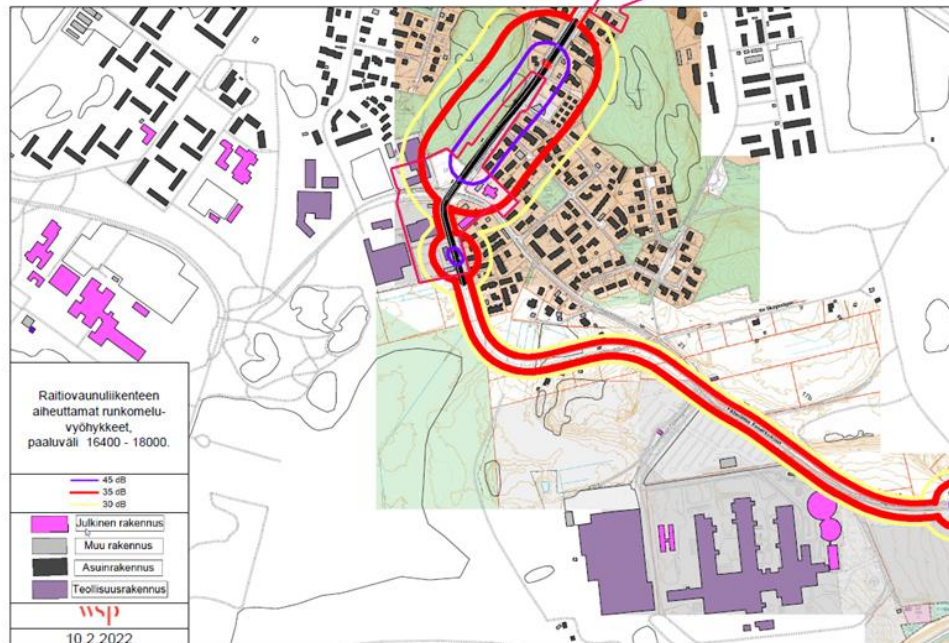 Raitiovaunuliikenteen
aiheuttamat runkomelu-
vyöhykkeet,
paaluväli 16400 - 18000.
45 dB
35 dB
30 dB
Julkinen rakennus
Muu rakennus
Asuinrakennus
Teollisuusrakennus
wsp
10.2.2022